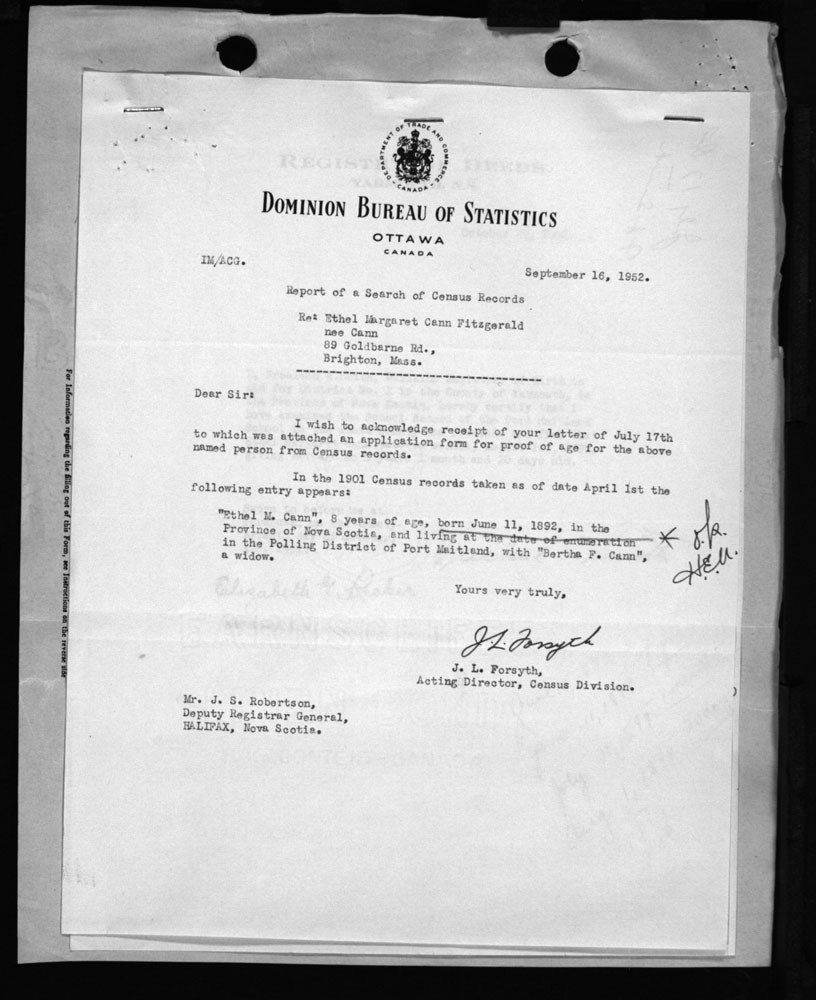 DEPARTMENT OF TRADE AND COMMERCE
CANADA
DOMINION BUREAU OF STATISTICS
OTTAWA
CANADA
IM/ACG.
September 16, 1952.
Report of a Search of Census Records
Re: Ethel Margaret Cann Fitzgerald
nee Cann
89 Goldbarne Rd.,
Brighton, Mass.
Dear Sir:
I wish to acknowledge receipt of your letter of July 17th
to which was attached an application form for proof of age for the above
named person from Census records.
In the 1901 Census records taken as of date April 1st the
following entry appears:
"Ethel M. Cann", 8 years of age, born June 11, 1892, in the
Province of Nova Scotia, and living at the date of enumeration
in the Polling District of Port Maitland, with "Bertha F. Cann",
a widow.
* o.k.
H.E.U.
Yours very truly,
J. L. Forsyth
J. L. Forsyth,
Acting Director, Census Division.
Mr. J. S. Robertson,
Deputy Registrar General,
HALIFAX, Nova Scotia.
For Information regarding the filling out of this Form, see Instructions on the reverse side